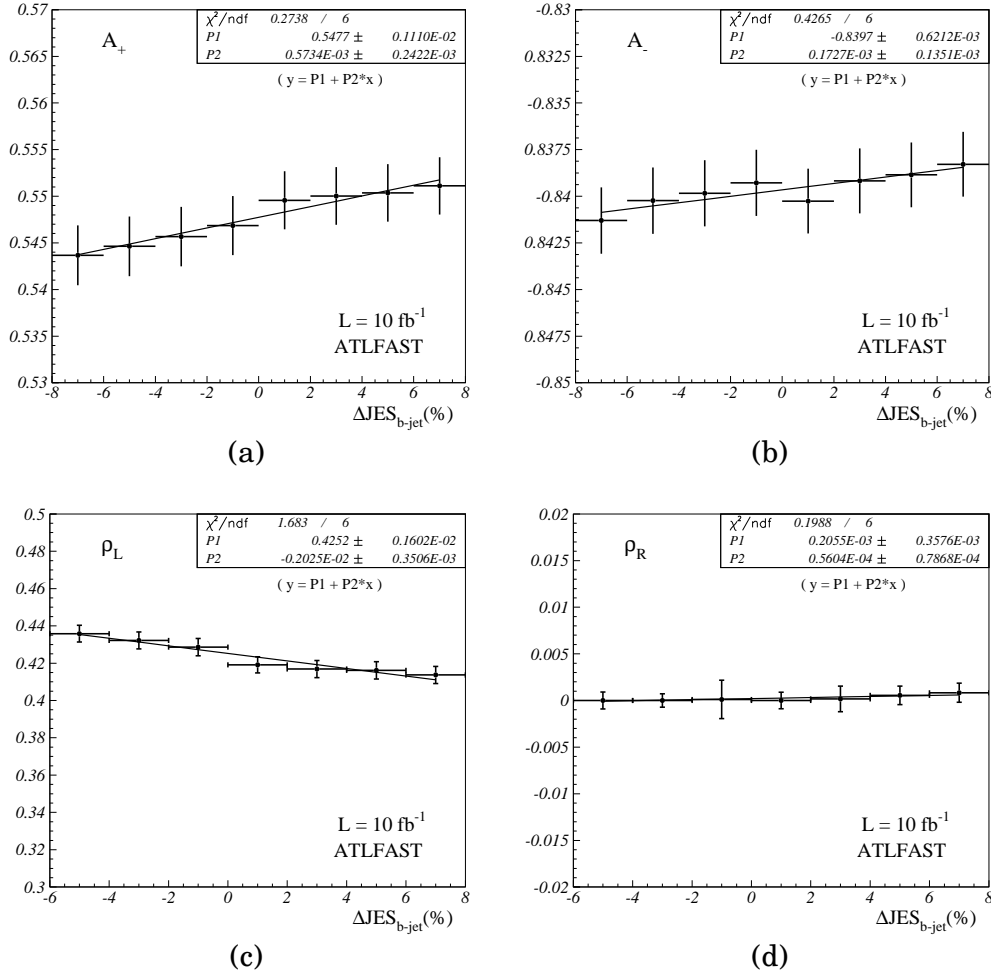 A+
χ²/ndf 0.2738 / 6
P1 0.5477 ± 0.1110E-02
P2 0.5734E-03 ± 0.2422E-03
( y = P1 + P2*x )
0.57
0.565
0.56
0.555
0.55
0.545
0.54
0.535
0.53
L = 10 fb-1
ATLFAST
-8 -6 -4 -2 0 2 4 6 8
ΔJESb-jet(%)
(a)
A-
χ²/ndf 0.4265 / 6
P1 -0.8397 ± 0.6212E-03
P2 0.1727E-03 ± 0.1351E-03
( y = P1 + P2*x )
-0.83
-0.8325
-0.835
-0.8375
-0.84
-0.8425
-0.845
-0.8475
-0.85
L = 10 fb-1
ATLFAST
-8 -6 -4 -2 0 2 4 6 8
ΔJESb-jet(%)
(b)
ρL
χ²/ndf 1.683 / 6
P1 0.4252 ± 0.1602E-02
P2 -0.2025E-02 ± 0.3506E-03
( y = P1 + P2*x )
0.5
0.48
0.46
0.44
0.42
0.4
0.38
0.36
0.34
0.32
0.3
L = 10 fb-1
ATLFAST
-6 -4 -2 0 2 4 6 8
ΔJESb-jet(%)
(c)
ρR
χ²/ndf 0.1988 / 6
P1 0.2055E-03 ± 0.3576E-03
P2 0.5604E-04 ± 0.7868E-04
( y = P1 + P2*x )
0.02
0.015
0.01
0.005
0
-0.005
-0.01
-0.015
-0.02
L = 10 fb-1
ATLFAST
-6 -4 -2 0 2 4 6 8
ΔJESb-jet(%)
(d)